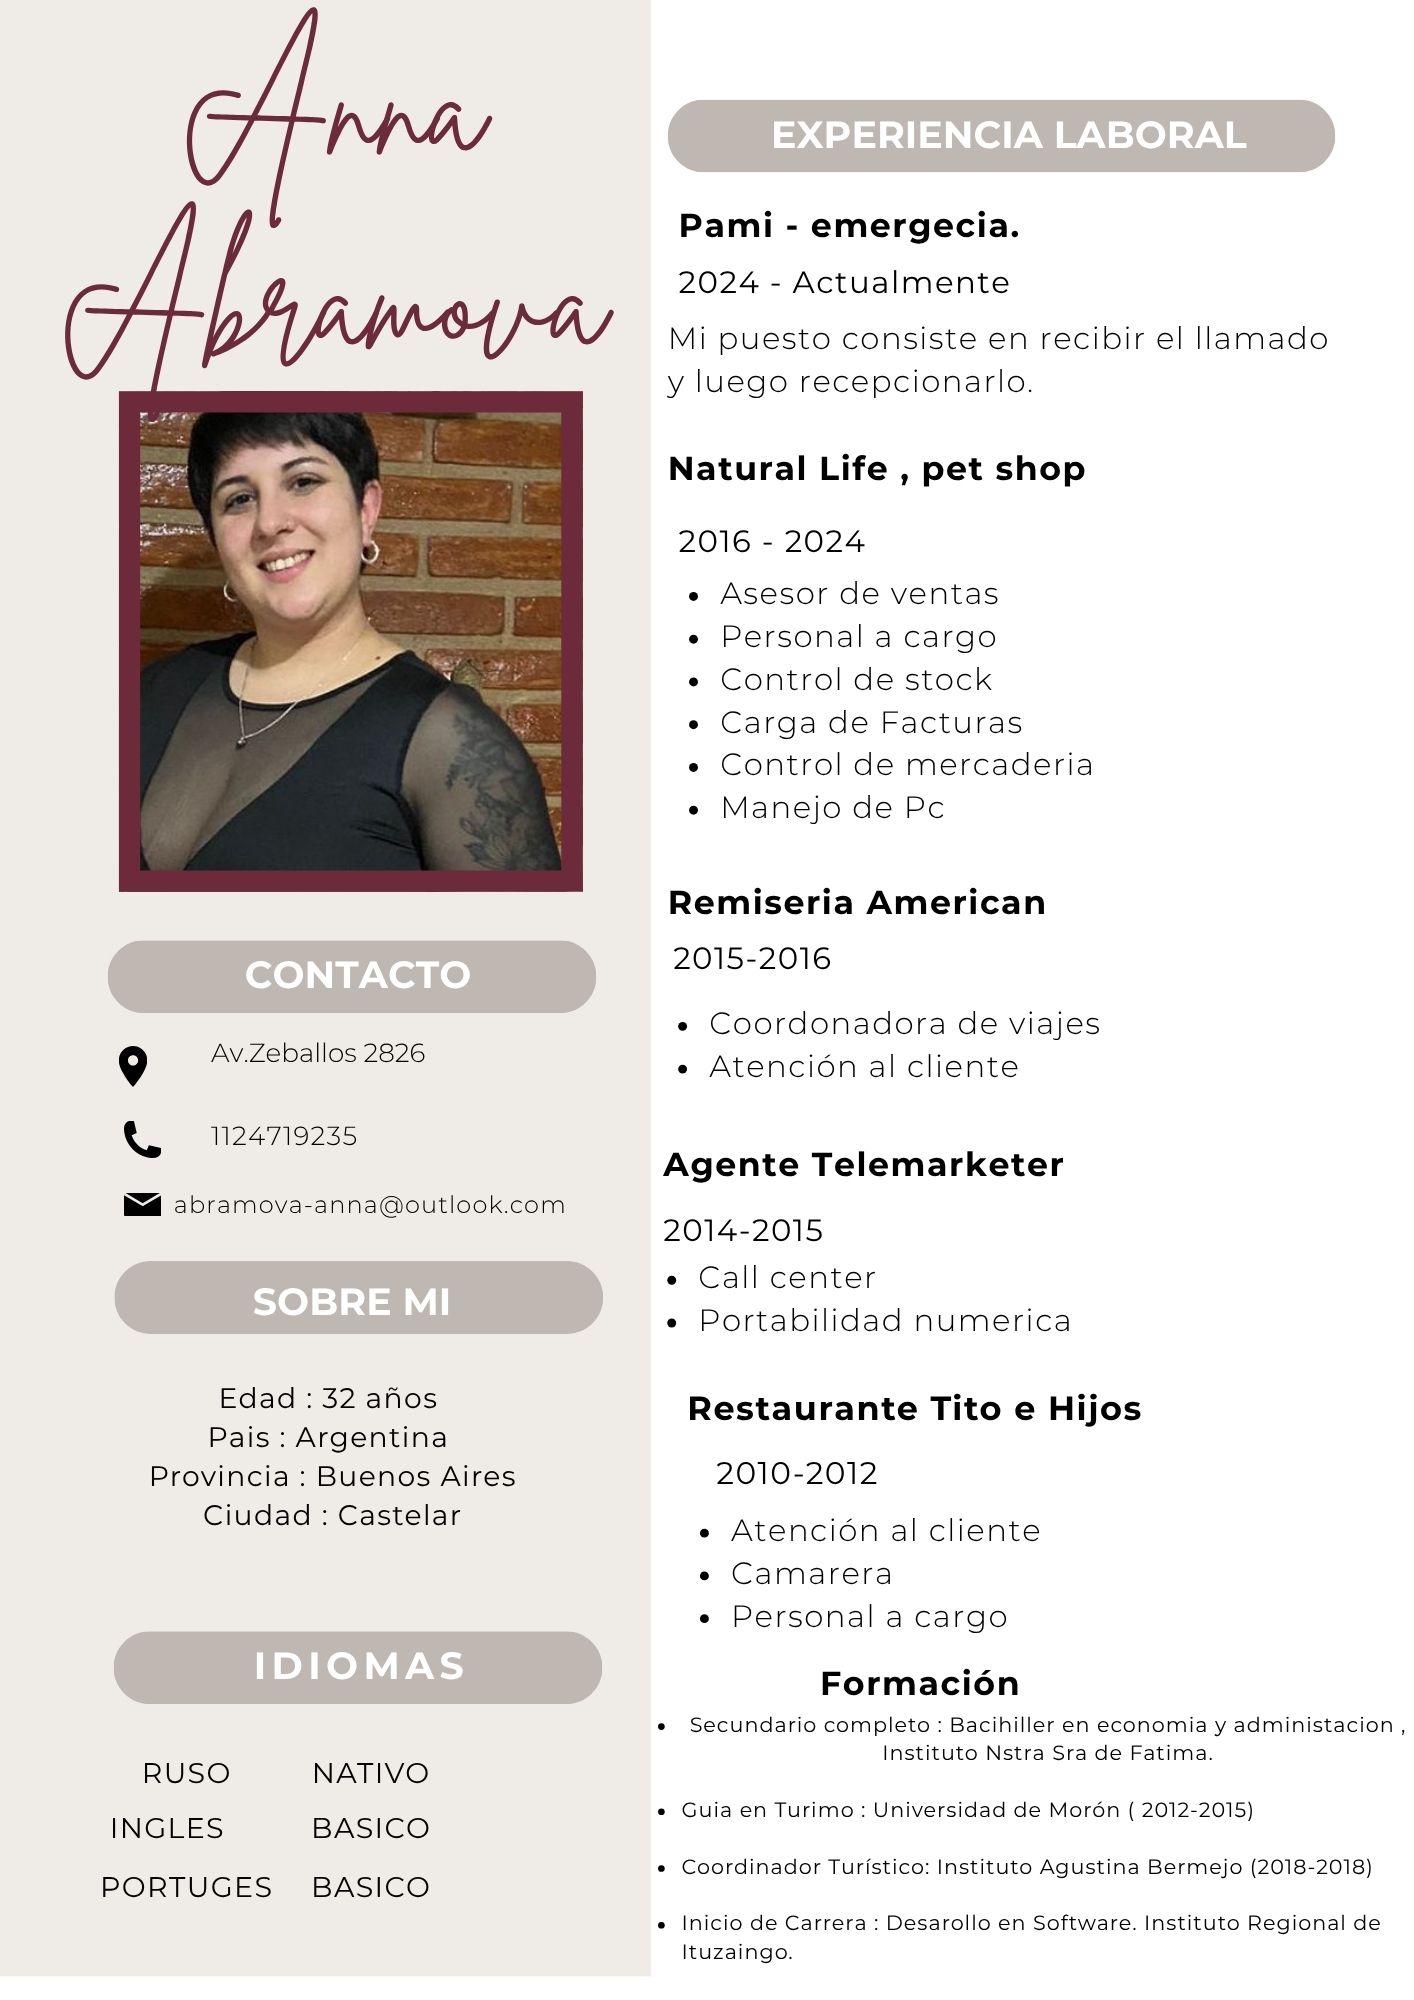 Anna
Abramova
CONTACTO
Av.Zeballos 2826
1124719235
abramova-anna@outlook.com
SOBRE MI
Edad : 32 años
Pais : Argentina
Provincia : Buenos Aires
Ciudad : Castelar
IDIOMAS
RUSO NATIVO
INGLES BASICO
PORTUGES BASICO
EXPERIENCIA LABORAL
Pami - emergecia.
2024 - Actualmente
Mi puesto consiste en recibir el llamado
y luego recepcionarlo.
Natural Life , pet shop
2016 - 2024
• Asesor de ventas
• Personal a cargo
• Control de stock
• Carga de Facturas
• Control de mercaderia
• Manejo de Pc
Remiseria American
2015-2016
• Coordonadora de viajes
• Atención al cliente
Agente Telemarketer
2014-2015
• Call center
• Portabilidad numerica
Restaurante Tito e Hijos
2010-2012
• Atención al cliente
• Camarera
• Personal a cargo
Formación
• Secundario completo : Bacihiller en economia y administacion ,
Instituto Nstra Sra de Fatima.
• Guia en Turimo : Universidad de Morón ( 2012-2015)
• Coordinador Turístico: Instituto Agustina Bermejo (2018-2018)
• Inicio de Carrera : Desarollo en Software. Instituto Regional de
Ituzaingo.